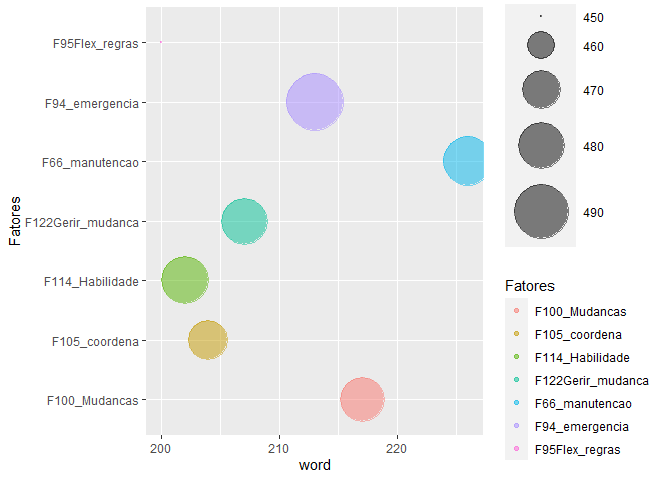 F95Flex_regras
F94_emergencia
F66_manutencao
F122Gerir_mudanca
F114_Habilidade
F105_coordena
F100_Mudancas
Fatores
200
210
220
word
450
460
470
480
490
Fatores
F100_Mudancas
F105_coordena
F114_Habilidade
F122Gerir_mudanca
F66_manutencao
F94_emergencia
F95Flex_regras